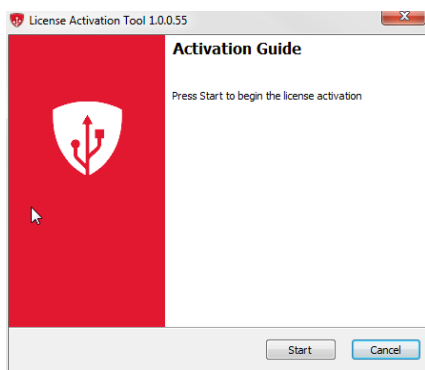 License Activation Tool 1.0.0.55
Activation Guide
Press Start to begin the license activation
Start
Cancel